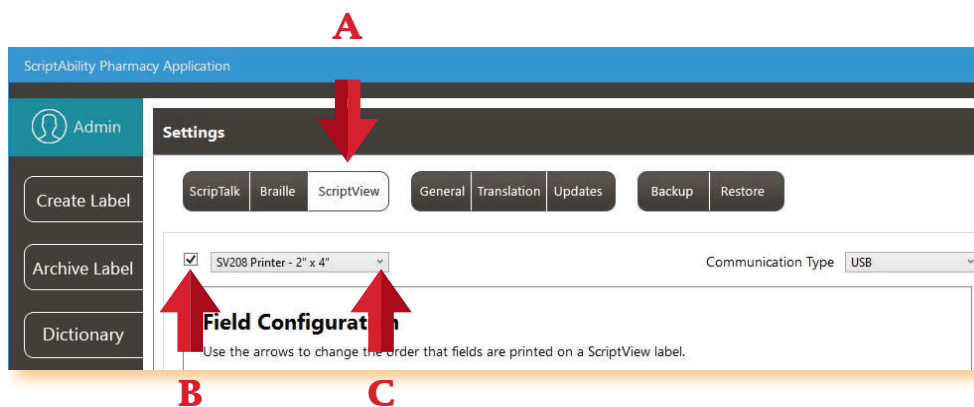 A
ScriptAbility Pharmacy Application
Admin
Settings
ScripTalk Braille ScriptView General Translation Updates Backup Restore
Create Label
SV208 Printer - 2" x 4" Communication Type USB
Archive Label
Field Configuration
Dictionary
Use the arrows to change the order that fields are printed on a ScriptView label.
B C